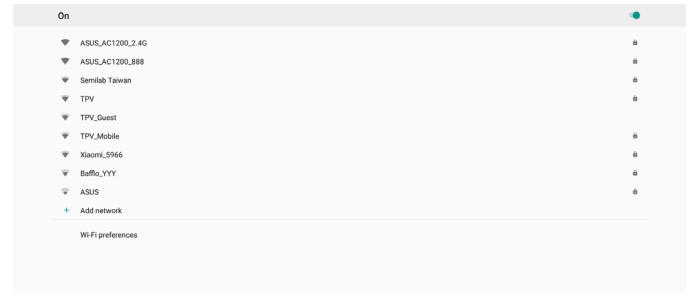 On
ASUS_AC1200_2.4G
ASUS_AC1200_888
Semilab Taiwan
TPV
TPV_Guest
TPV_Mobile
Xiaomi_5966
Bafflo_YYY
ASUS
+ Add network
Wi-Fi preferences